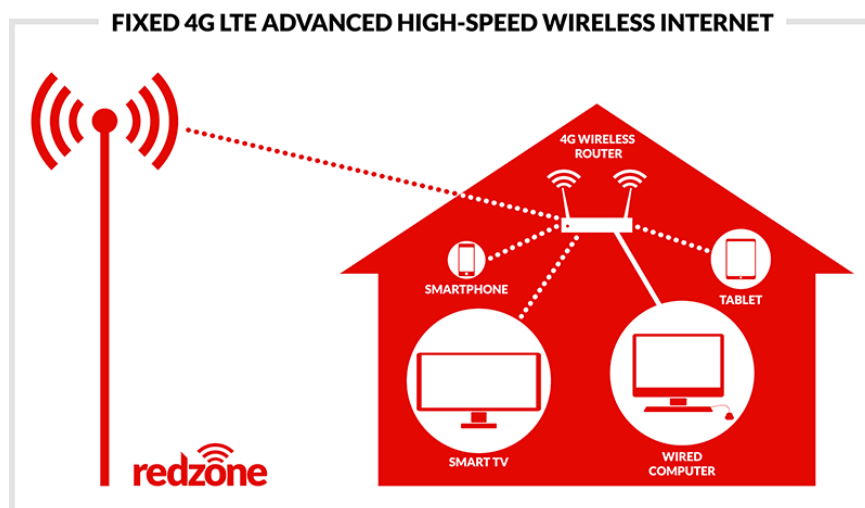 FIXED 4G LTE ADVANCED HIGH-SPEED WIRELESS INTERNET
4G WIRELESS
ROUTER
SMARTPHONE
TABLET
SMART TV
WIRED
COMPUTER
redzone